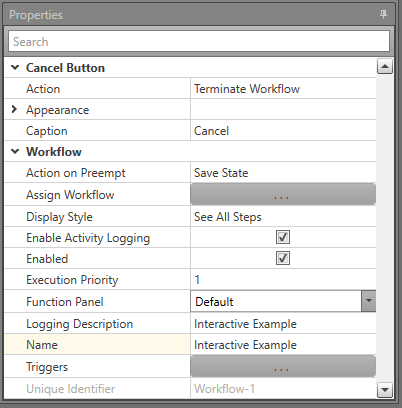 Properties
Search
Cancel Button
Action Terminate Workflow
Appearance
Caption Cancel
Workflow
Action on Preempt Save State
Assign Workflow ...
Display Style See All Steps
Enable Activity Logging
Enabled
Execution Priority 1
Function Panel Default
Logging Description Interactive Example
Name Interactive Example
Triggers ...
Unique Identifier Workflow-1